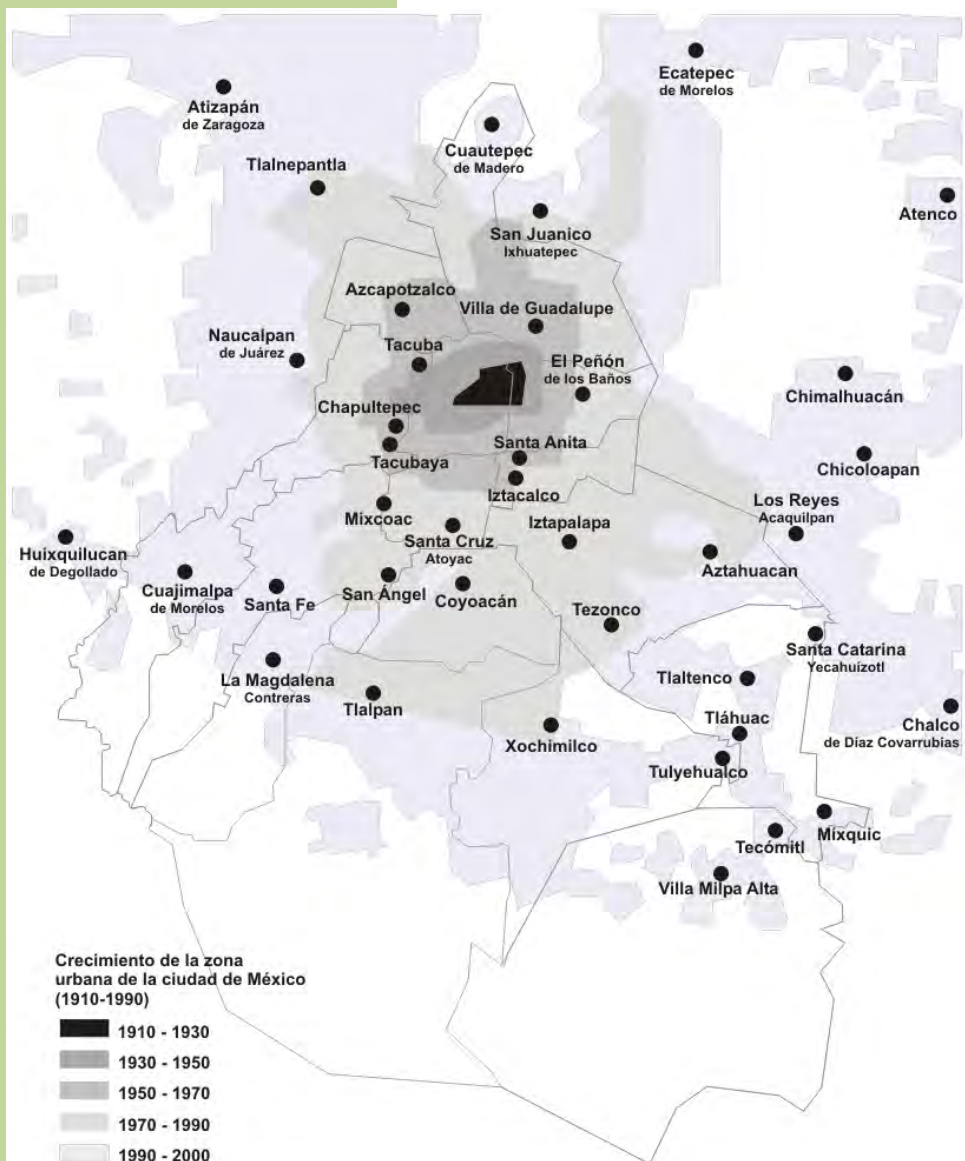 Ecatepec
de Morelos
Atizapán
de Zaragoza
Cuautepec
de Madero
Tlalnepantla
Atenco
San Juanico
Ixhuatepec
Azcapotzalco
Villa de Guadalupe
Naucalpan
de Juárez
Tacuba
El Peñón
de los Baños
Chimalhuacán
Chapultepec
Santa Anita
Tacubaya
Chicoloapan
Iztacalco
Los Reyes
Acaquilpan
Mixcoac
Iztapalapa
Santa Cruz
Atoyac
Huixquilucan
de Degollado
Aztahuacan
Cuajimalpa
de Morelos
Santa Fe
San Ángel
Coyoacán
Tezonco
Santa Catarina
Yecahuízotl
La Magdalena
Contreras
Tlaltenco
Tlalpan
Tláhuac
Chalco
de Díaz Covarrubias
Xochimilco
Tulyehualco
Tecómitl
Mixquic
Villa Milpa Alta
Crecimiento de la zona
urbana de la ciudad de México
(1910-1990)
1910 - 1930
1930 - 1950
1950 - 1970
1970 - 1990
1990 - 2000